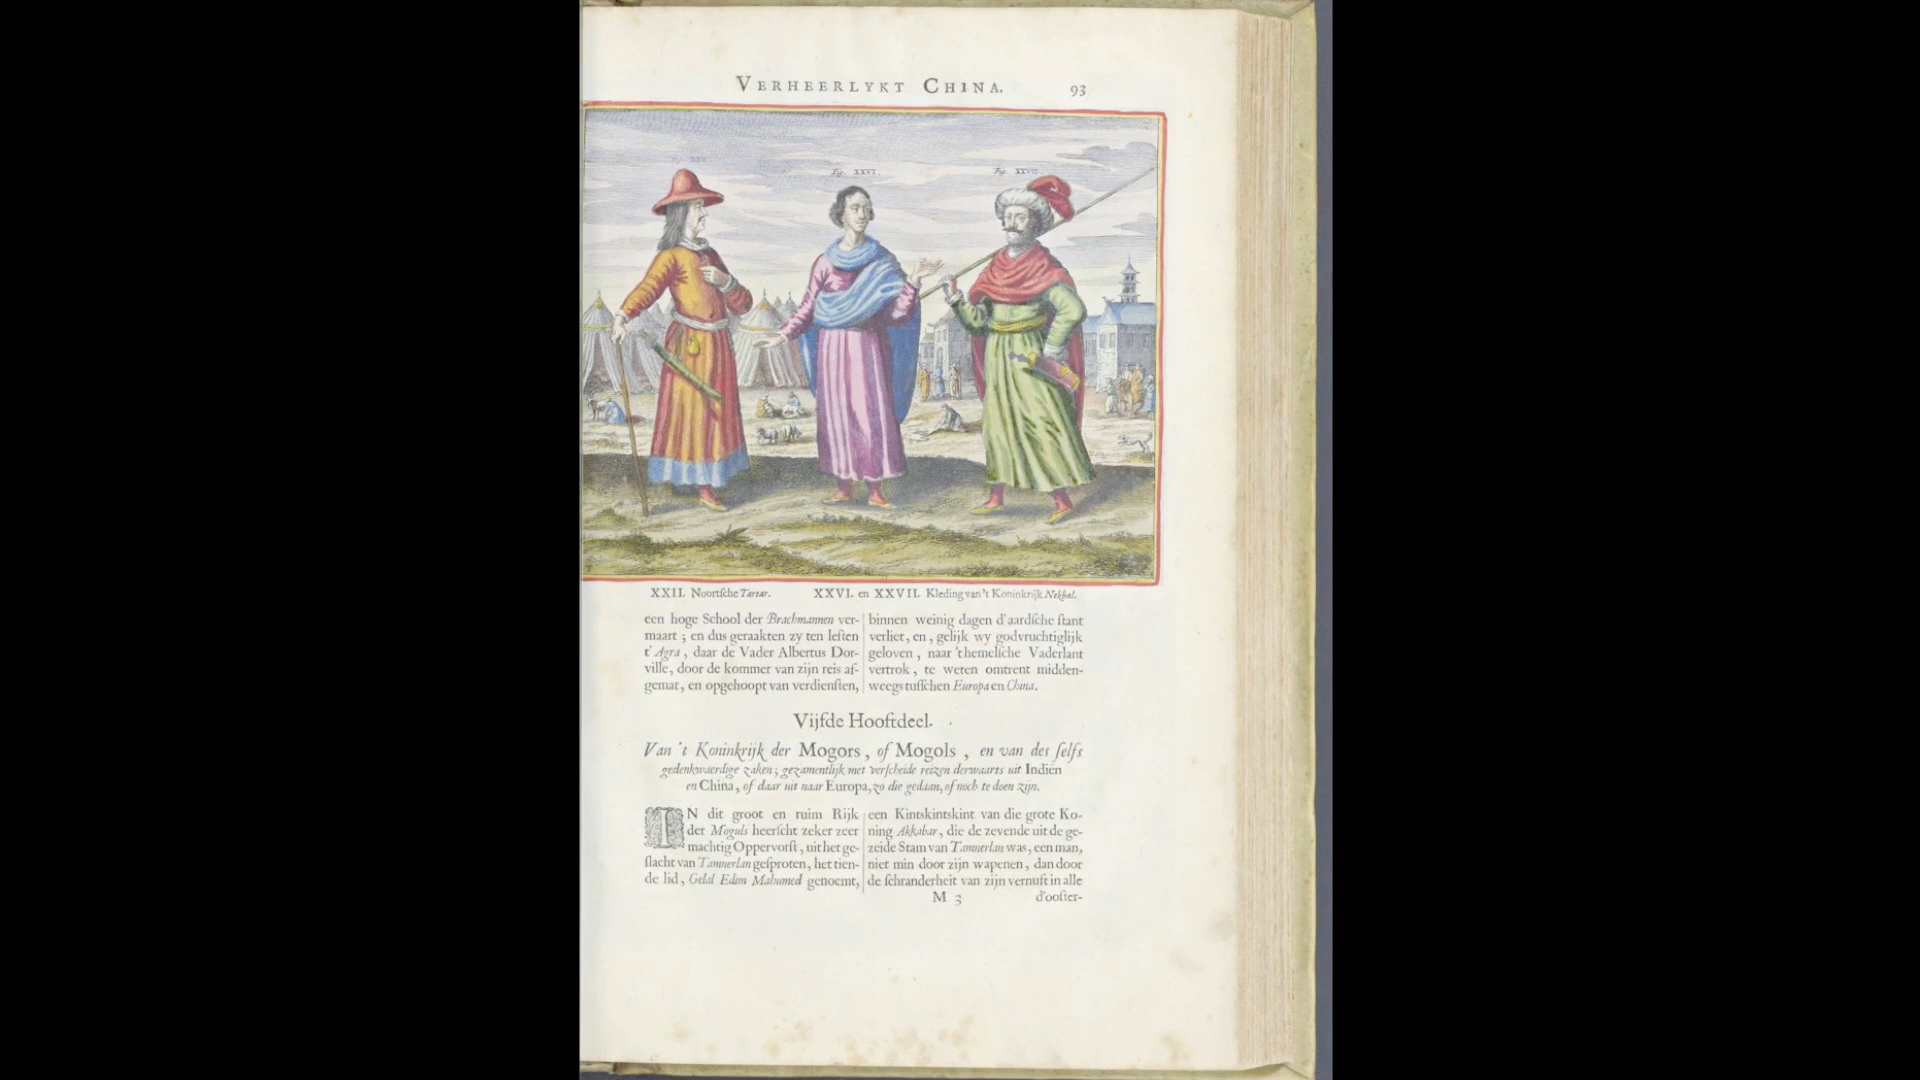 VERHEERLYKT CHINA. 93
Fig. XXVI.
Fig. XXVII.
XXII. Noortſche Tartar. XXVI. en XXVII. Kleding van't Koninkrijk Nekbal.
een hoge School der Brachmannen ver-
maart; en dus geraakten zy ten leſten
t' Agra, daar de Vader Albertus Dor-
ville, door de kommer van zijn reis af-
gemat, en opgehoopt van verdienſten,
binnen weinig dagen d'aardſche ſtant
verliet, en, gelijk wy godvruchtiglijk
geloven, naar 't hemelſche Vaderlant
vertrok, te weten omtrent midden-
weegs tuſſchen Europa en China.
Vijfde Hooftdeel.
Van 't Koninkrijk der Mogors, of Mogols, en van des ſelfs
gedenkwaerdige zaken; gezamentlijk met verſcheide reizen derwaarts uit Indiën
en China, of daar uit naar Europa, zo die gedaan, of noch te doen zijn.
IN dit groot en ruim Rijk
der Moguls heerſcht zeker zeer
machtig Oppervorſt, uit het ge-
ſlacht van Tamnerlan geſproten, het tien-
de lid, Gelal Edim Mahumed genoemt,
een Kintskintskint van die grote Ko-
ning Akkabar, die de zevende uit de ge-
zeide Stam van Tamnerlan was, een man,
niet min door zijn wapenen, dan door
de ſchranderheit van zijn vernuft in alle
M 3 d'ooſter-